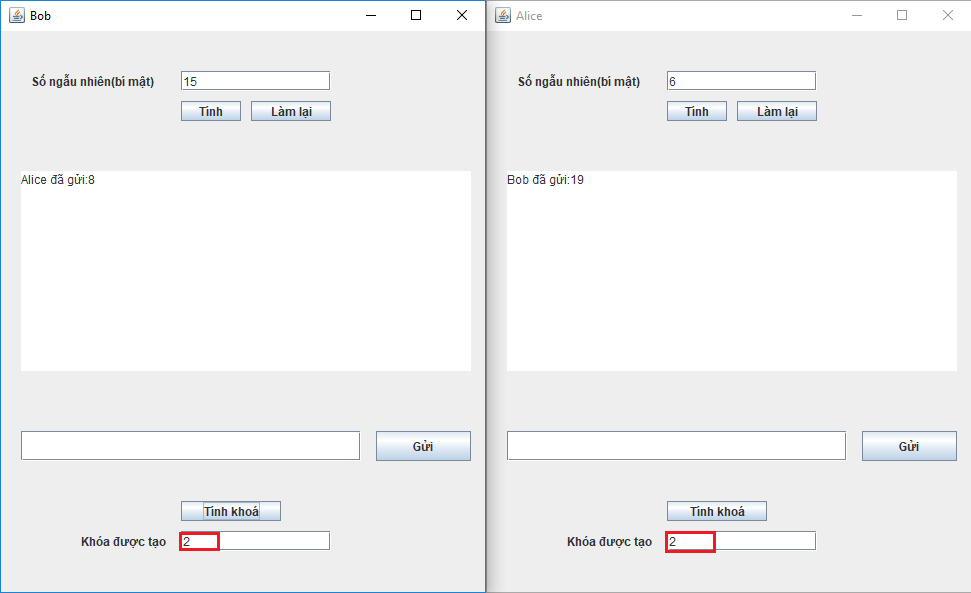 Bob
Số ngẫu nhiên(bí mật)
15
Tính
Làm lại
Alice đã gửi:8
Gửi
Tính khoá
Khóa được tạo
2
Alice
Số ngẫu nhiên(bí mật)
6
Tính
Làm lại
Bob đã gửi:19
Gửi
Tính khoá
Khóa được tạo
2